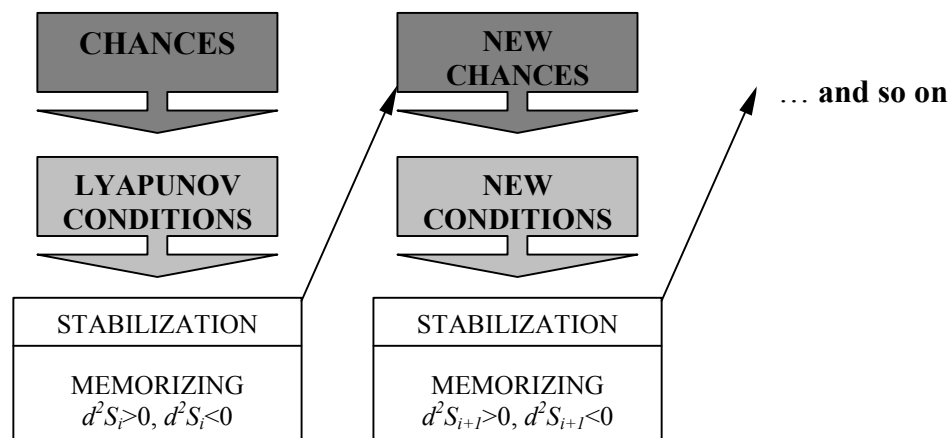 CHANCES
LYAPUNOV
CONDITIONS
STABILIZATION
MEMORIZING
d²Sᵢ>0, d²Sᵢ<0
NEW
CHANCES
NEW
CONDITIONS
STABILIZATION
MEMORIZING
d²Sᵢ₊₁>0, d²Sᵢ₊₁<0
… and so on